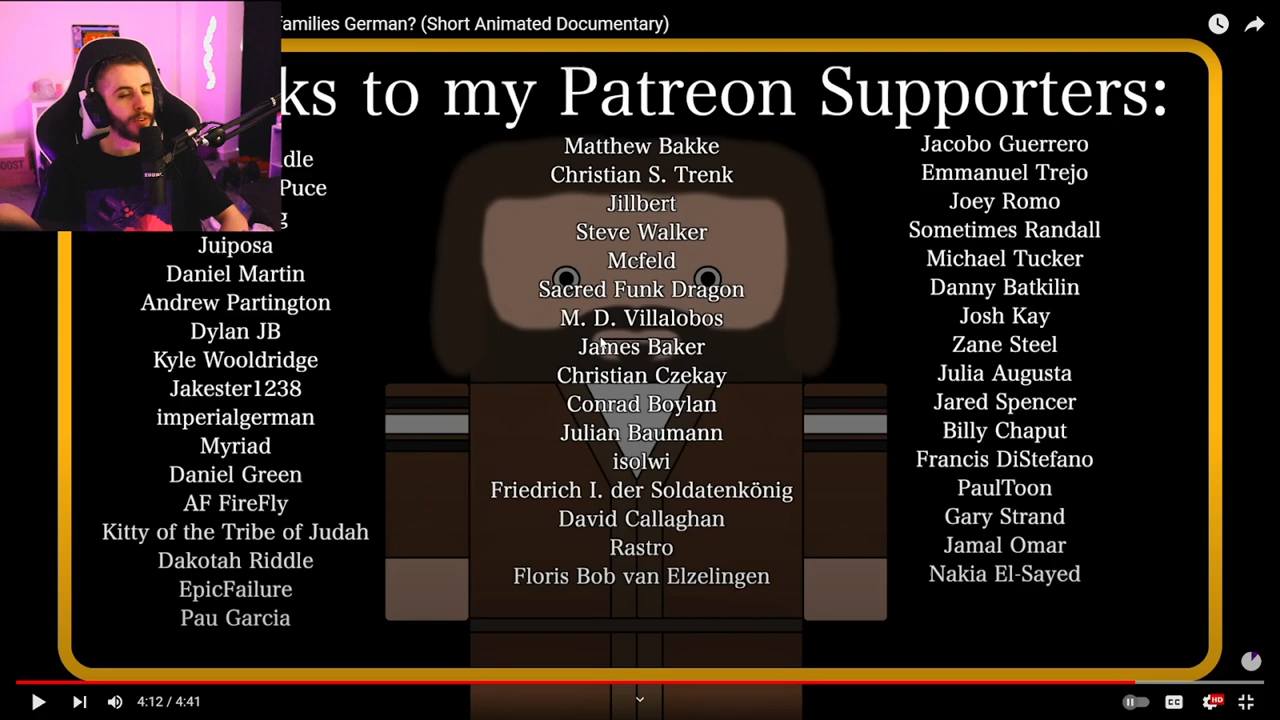 families German? (Short Animated Documentary)
ks to my Patreon Supporters:
dle
Puce
g
Juiposa
Daniel Martin
Andrew Partington
Dylan JB
Kyle Wooldridge
Jakester1238
imperialgerman
Myriad
Daniel Green
AF FireFly
Kitty of the Tribe of Judah
Dakotah Riddle
EpicFailure
Pau Garcia
Matthew Bakke
Christian S. Trenk
Jillbert
Steve Walker
Mcfeld
Sacred Funk Dragon
M. D. Villalobos
James Baker
Christian Czekay
Conrad Boylan
Julian Baumann
isolwi
Friedrich I. der Soldatenkönig
David Callaghan
Rastro
Floris Bob van Elzelingen
Jacobo Guerrero
Emmanuel Trejo
Joey Romo
Sometimes Randall
Michael Tucker
Danny Batkilin
Josh Kay
Zane Steel
Julia Augusta
Jared Spencer
Billy Chaput
Francis DiStefano
PaulToon
Gary Strand
Jamal Omar
Nakia El-Sayed
4:12 / 4:41
CC
HD